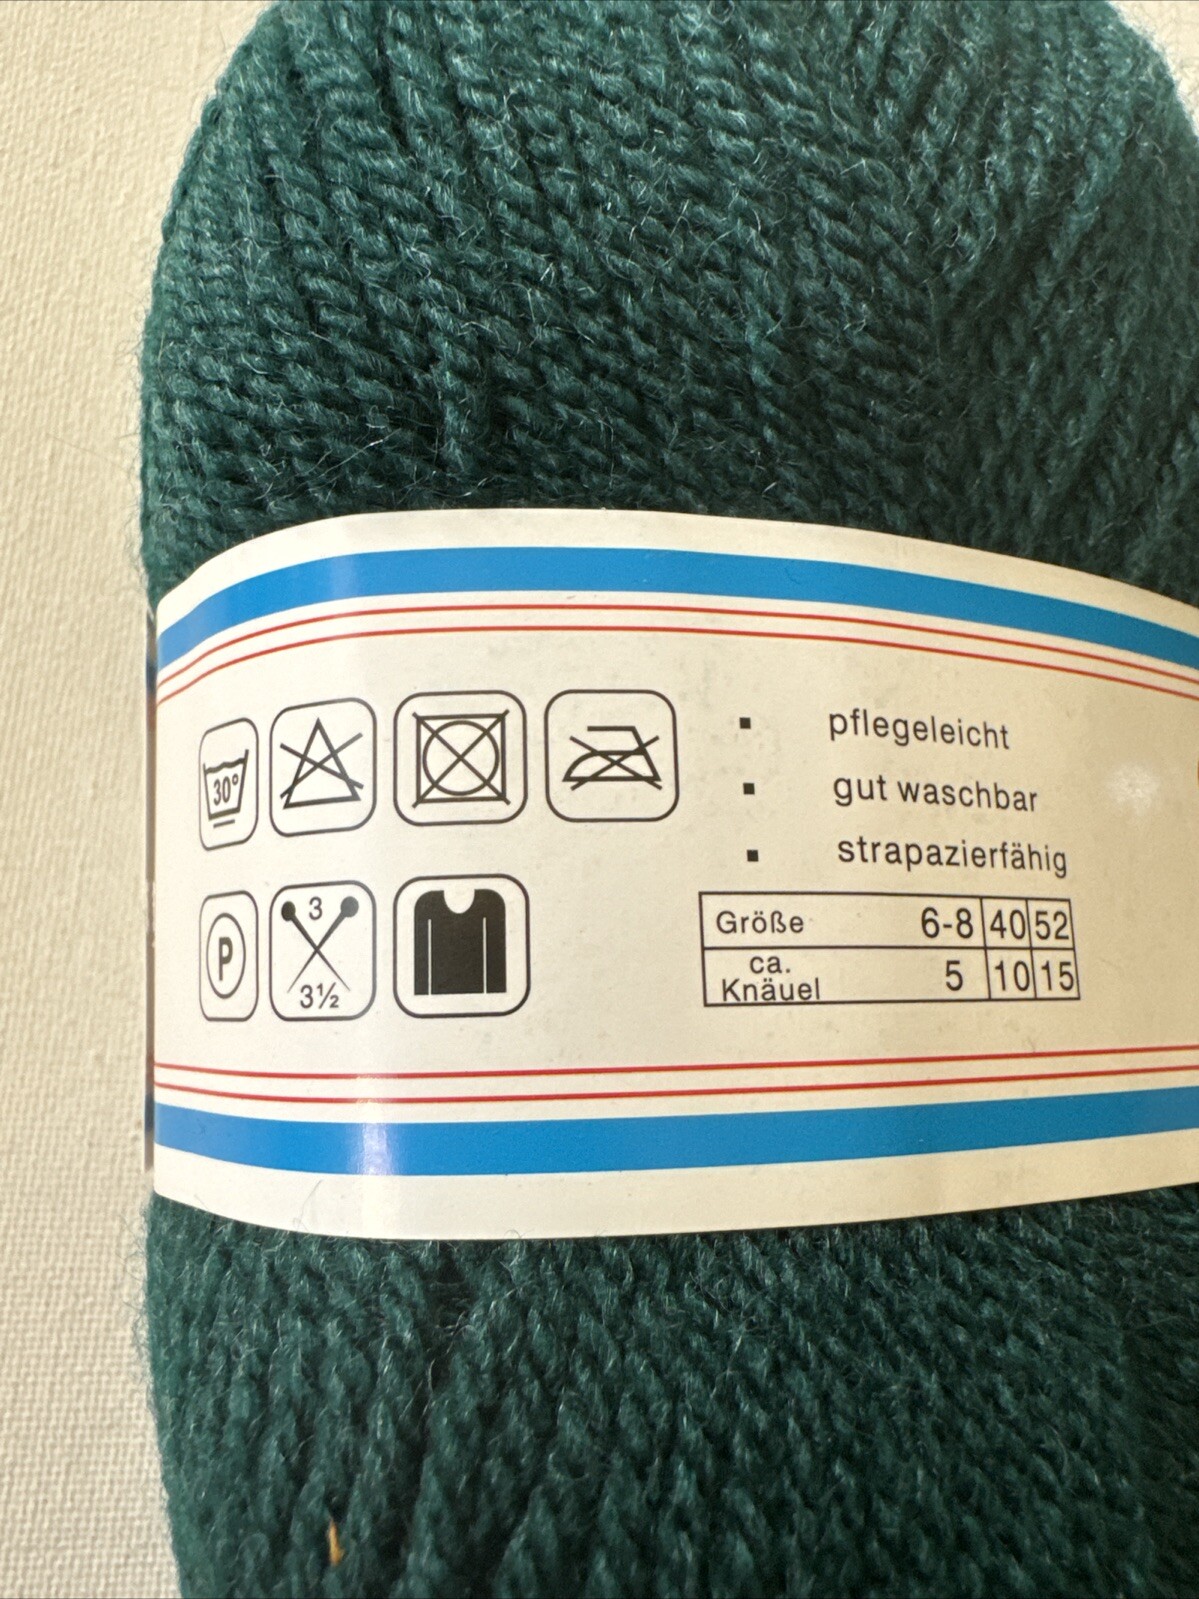 30°
P
3
3½
▪ pflegeleicht
▪ gut waschbar
▪ strapazierfähig
Größe 6-8 40 52
ca. Knäuel 5 10 15